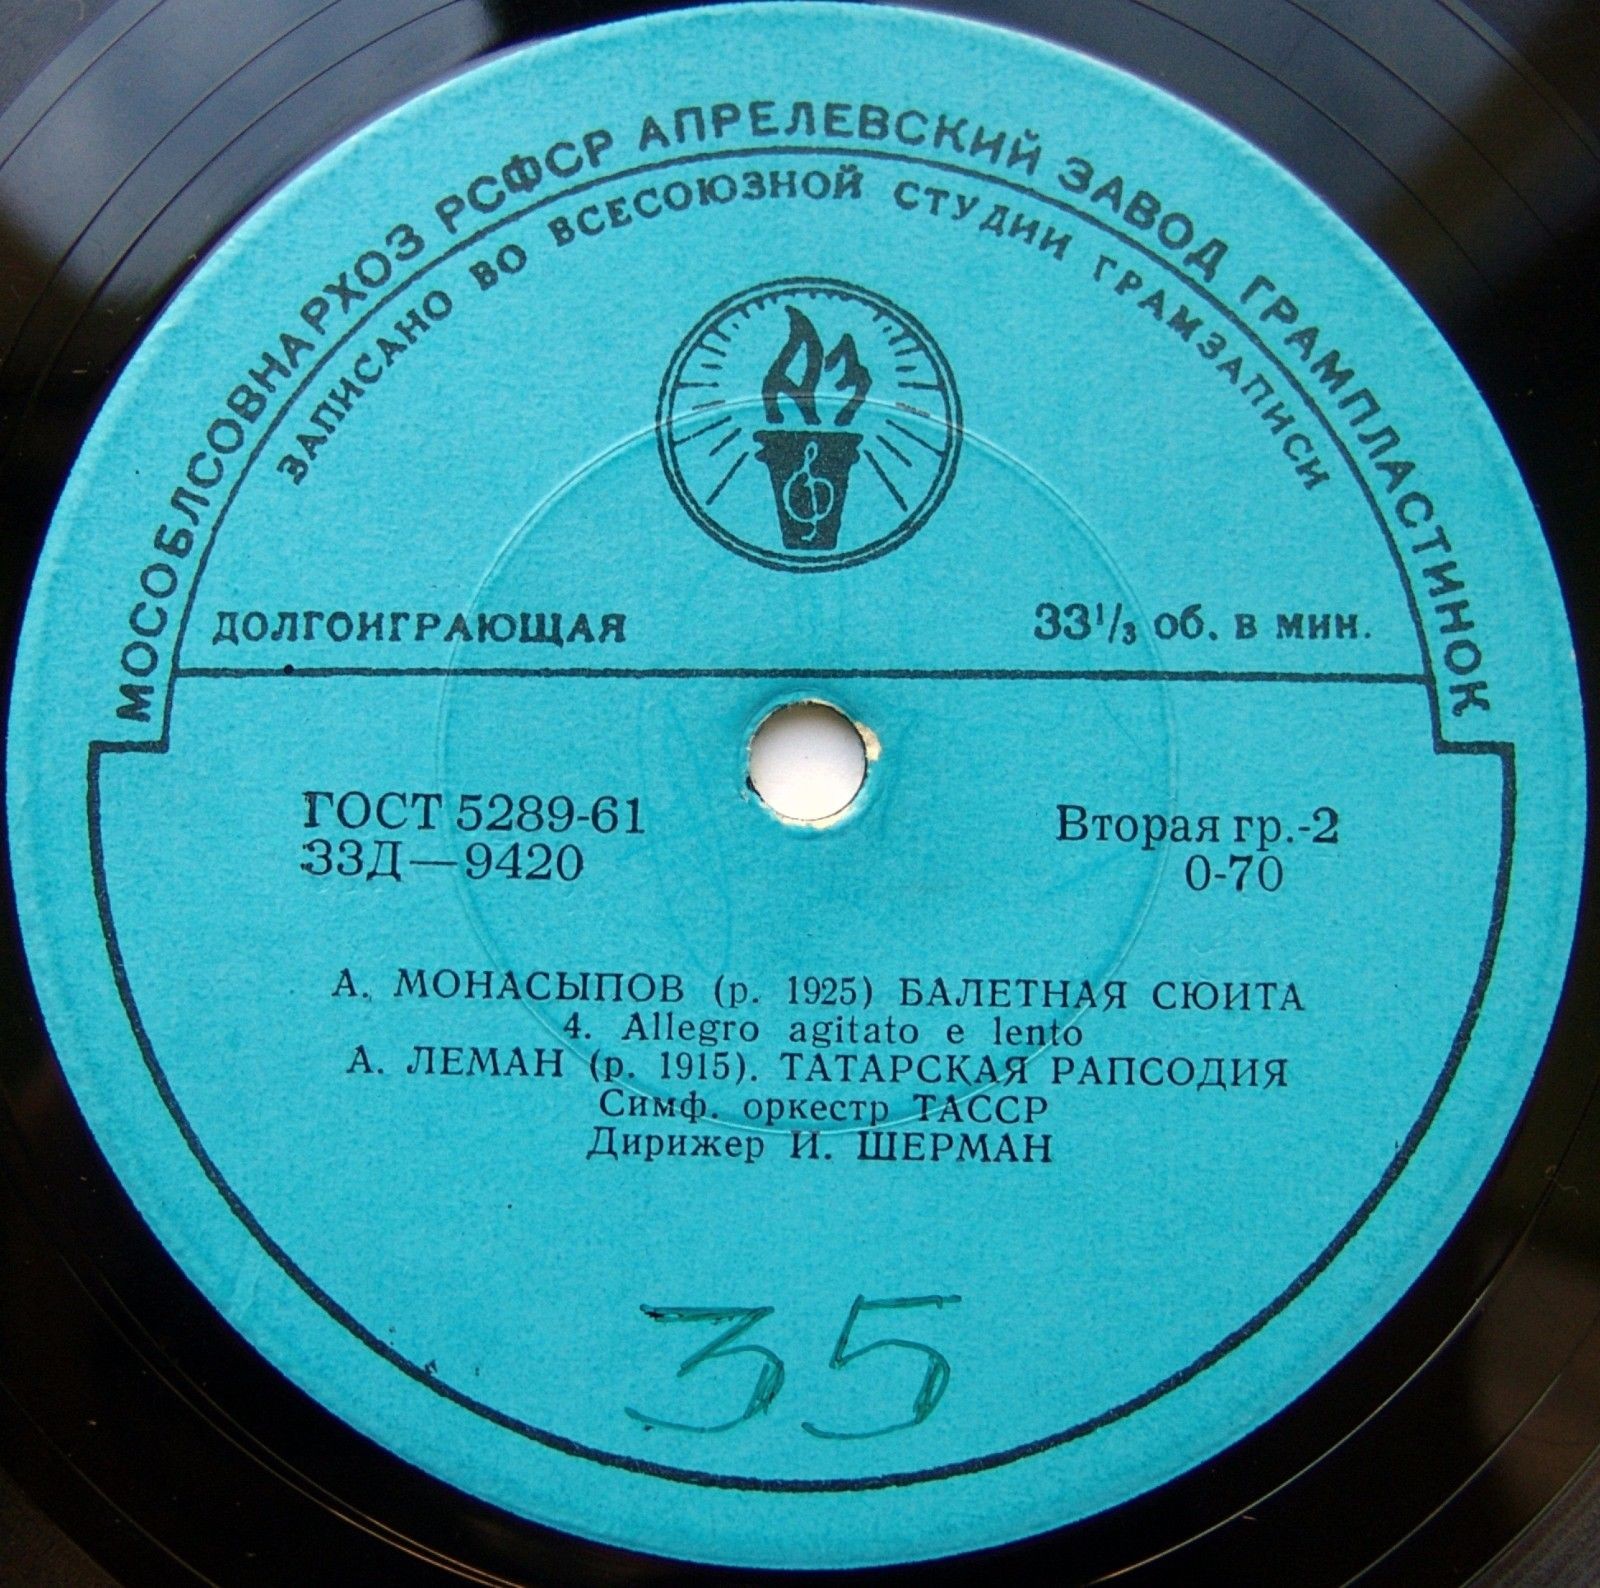 МОСОБЛСОВНАРХОЗ РСФСР АПРЕЛЕВСКИЙ ЗАВОД ГРАМПЛАСТИНОК
ЗАПИСАНО ВО ВСЕСОЮЗНОЙ СТУДИИ ГРАМЗАПИСИ
АЗ
ДОЛГОИГРАЮЩАЯ 33 1/3 об. в мин.
ГОСТ 5289-61 Вторая гр.-2
33Д—9420 0-70
А. МОНАСЫПОВ (р. 1925) БАЛЕТНАЯ СЮИТА
4. Allegro agitato e lento
А. ЛЕМАН (р. 1915). ТАТАРСКАЯ РАПСОДИЯ
Симф. оркестр ТАССР
Дирижер И. ШЕРМАН
35